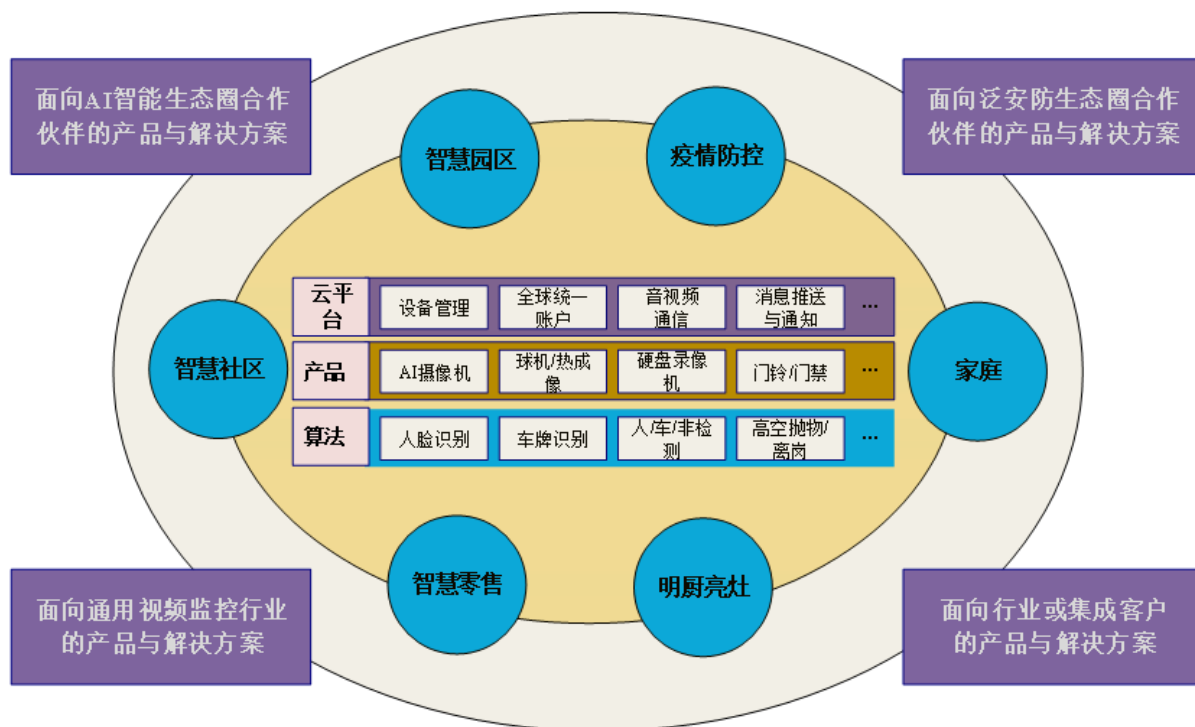 面向AI智能生态圈合作
伙伴的产品与解决方案
面向泛安防生态圈合作
伙伴的产品与解决方案
智慧园区
疫情防控
云平
台
设备管理
全球统一
账户
音视频
通信
消息推送
与通知
...
智慧社区
产品
AI摄像机
球机/热成
像
硬盘录像
机
门铃/门禁
...
家庭
算法
人脸识别
车牌识别
人/车/非检
测
高空抛物/
离岗
...
智慧零售
明厨亮灶
面向通用视频监控行业
的产品与解决方案
面向行业或集成客户
的产品与解决方案